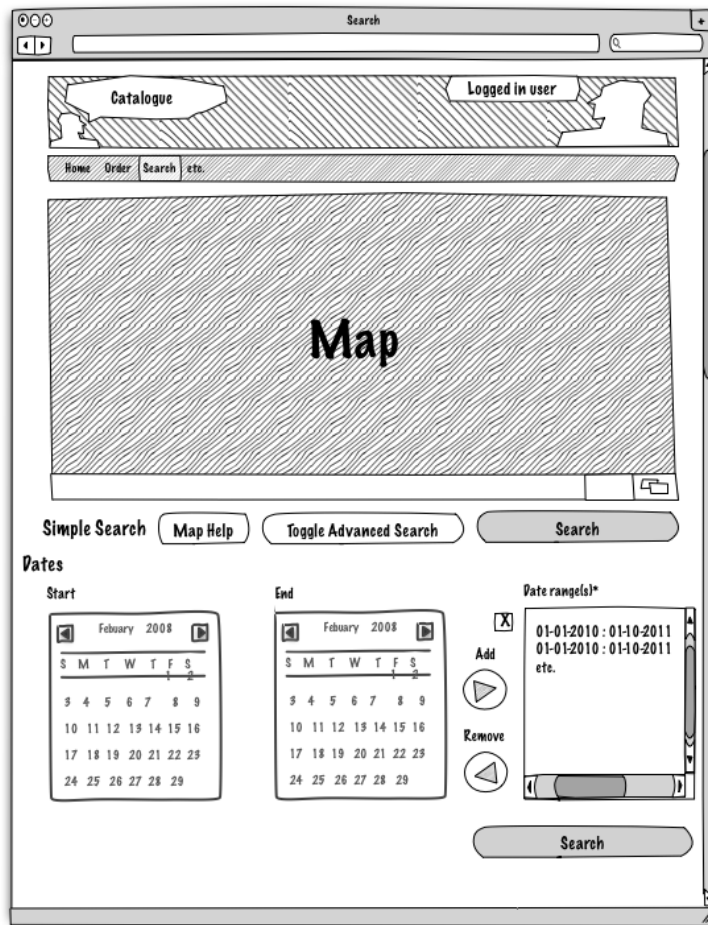 Search
Catalogue
Logged in user
Home Order Search etc.
Map
Simple Search Map Help Toggle Advanced Search Search
Dates
Start End Date range(s)*
Febuary 2008
S M T W T F S
1 2
3 4 5 6 7 8 9
10 11 12 13 14 15 16
17 18 19 20 21 22 23
24 25 26 27 28 29
Febuary 2008
S M T W T F S
1 2
3 4 5 6 7 8 9
10 11 12 13 14 15 16
17 18 19 20 21 22 23
24 25 26 27 28 29
X
Add
Remove
01-01-2010 : 01-10-2011
01-01-2010 : 01-10-2011
etc.
Search